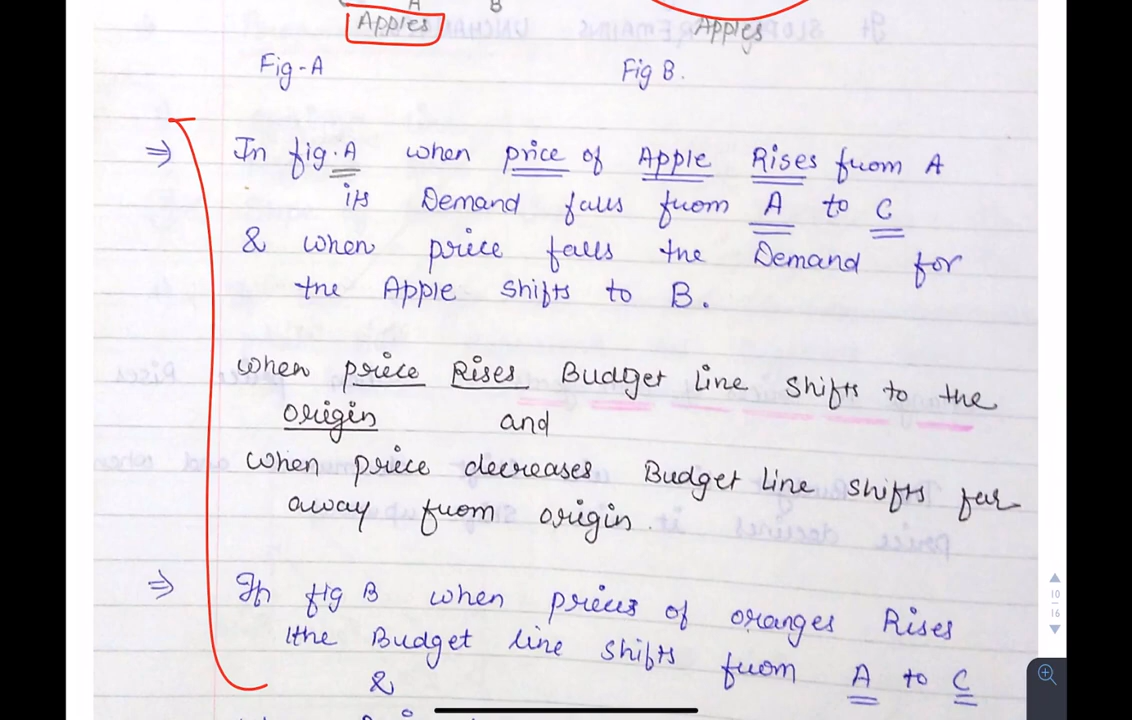 A B
Apples Apples
Fig-A Fig B.
⇒ In fig.A when price of Apple Rises from A
its Demand falls from A to C
& when price falls the Demand for
the Apple shifts to B.
when price Rises Budget line shifts to the
origin and
when price decreases Budget line shifts far
away from origin.
⇒ In fig B when prices of oranges Rises
the Budget line shifts from A to C
&
10
16